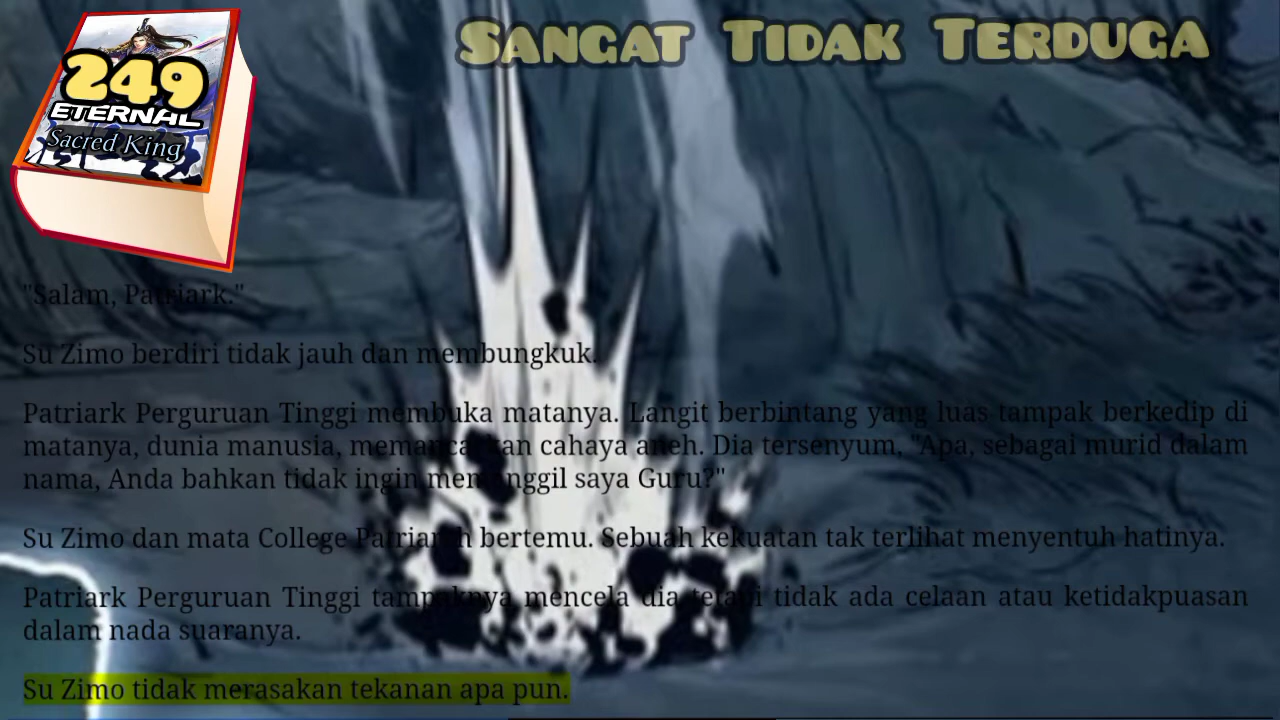 SANGAT TIDAK TERDUGA
249
ETERNAL
Sacred King
"Salam, Patriark."
Su Zimo berdiri tidak jauh dan membungkuk.
Patriark Perguruan Tinggi membuka matanya. Langit berbintang yang luas tampak berkedip di
matanya, dunia manusia, memancarkan cahaya aneh. Dia tersenyum, "Apa, sebagai murid dalam
nama, Anda bahkan tidak ingin memanggil saya Guru?"
Su Zimo dan mata College Patriarch bertemu. Sebuah kekuatan tak terlihat menyentuh hatinya.
Patriark Perguruan Tinggi tampaknya mencela dia tetapi tidak ada celaan atau ketidakpuasan
dalam nada suaranya.
Su Zimo tidak merasakan tekanan apa pun.